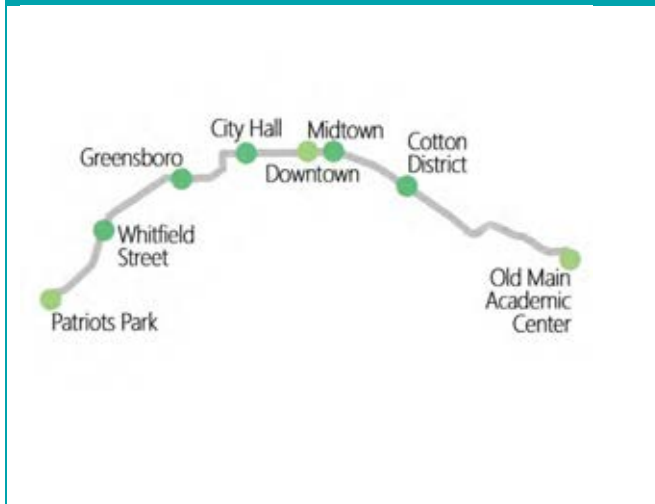 City Hall
Midtown
Cotton
District
Greensboro
Downtown
Whitfield
Street
Old Main
Academic
Center
Patriots Park